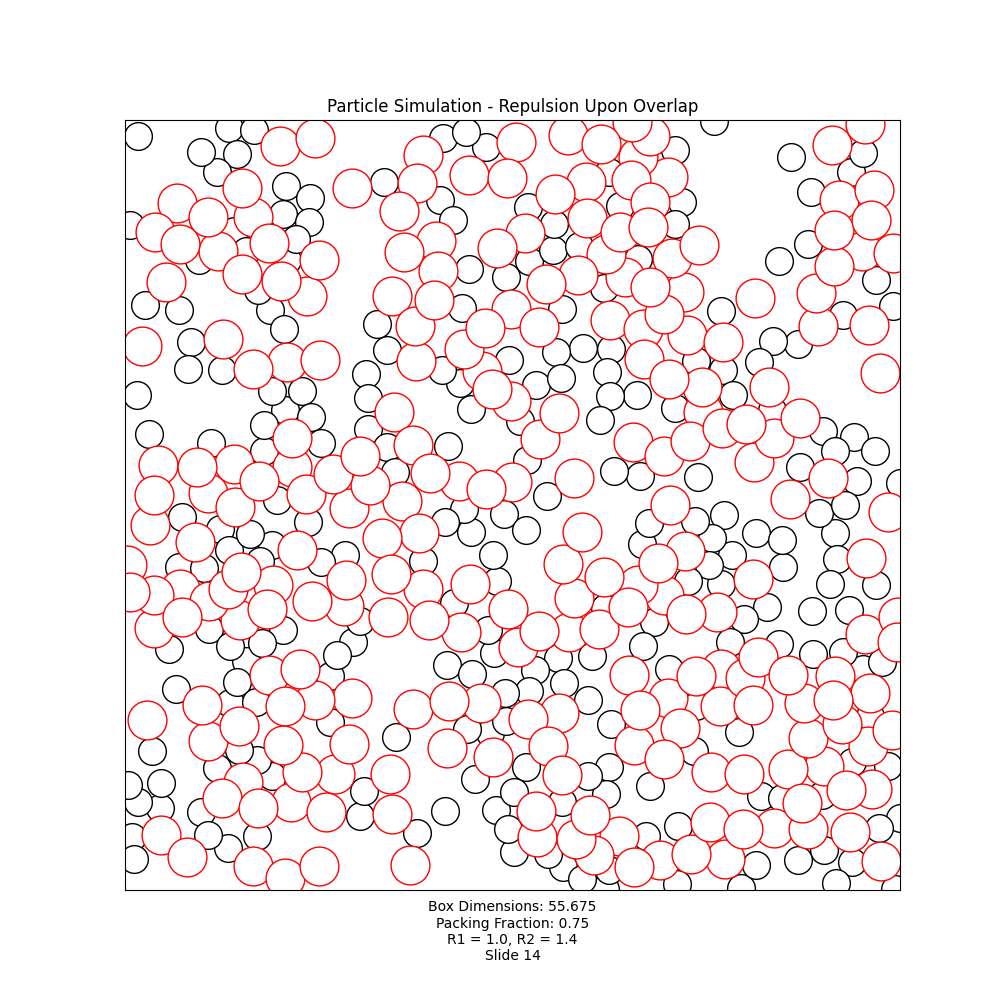 Particle Simulation - Repulsion Upon Overlap
Box Dimensions: 55.675
Packing Fraction: 0.75
R1 = 1.0, R2 = 1.4
Slide 14